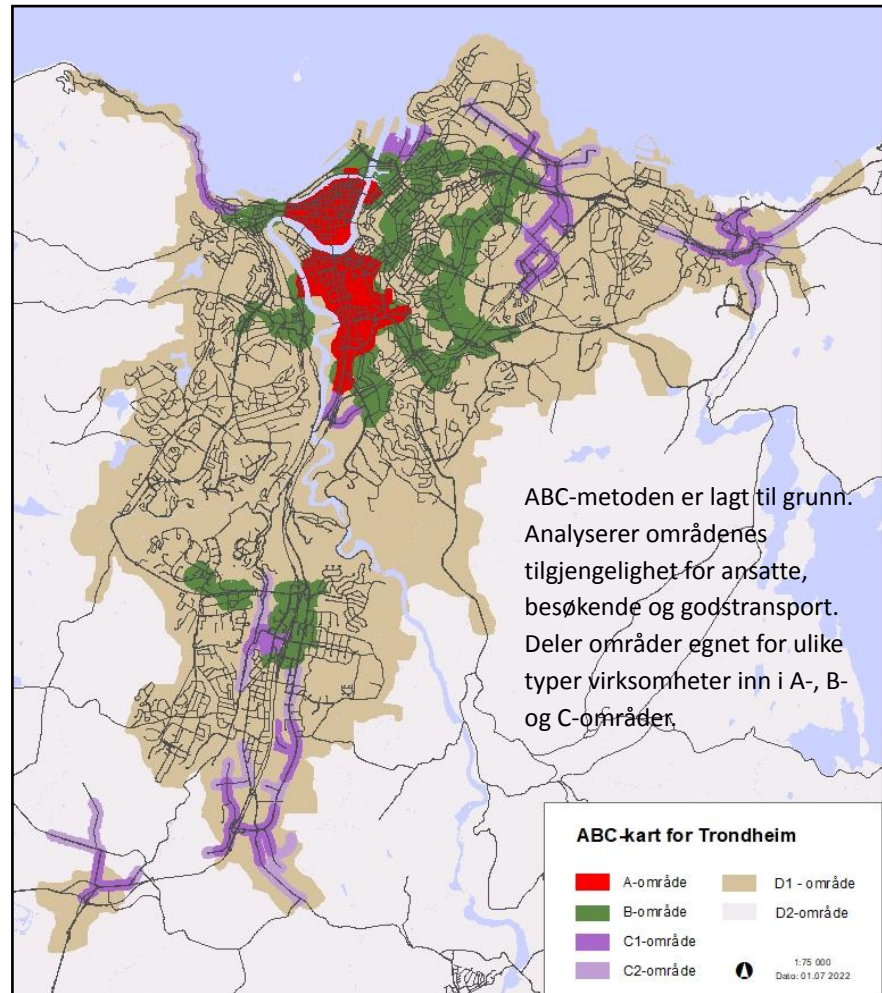 ABC-metoden er lagt til grunn.
Analyserer områdenes
tilgjengelighet for ansatte,
besøkende og godstransport.
Deler områder egnet for ulike
typer virksomheter inn i A-, B-
og C-områder.
ABC-kart for Trondheim
A-område
B-område
C1-område
C2-område
D1 - område
D2-område
1:75 000
Dato: 01.07 2022